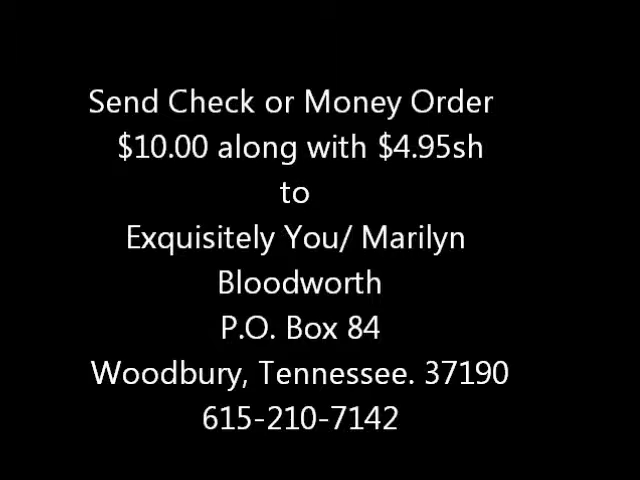 Send Check or Money Order
$10.00 along with $4.95sh
to
Exquisitely You/ Marilyn
Bloodworth
P.O. Box 84
Woodbury, Tennessee. 37190
615-210-7142